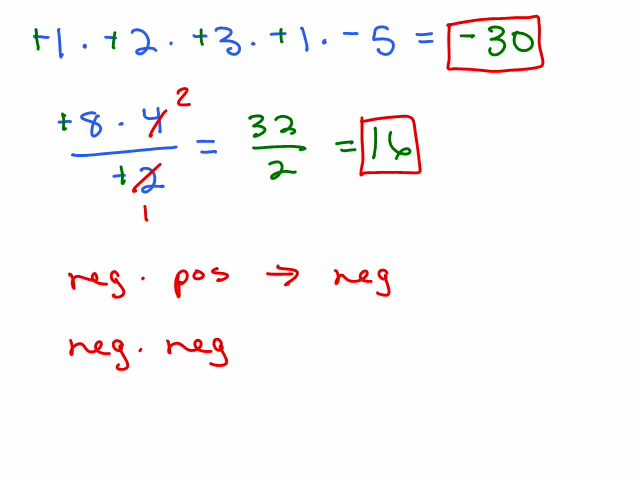 +1 · +2 · +3 · +1 · -5 = -30
+8 · 4 2
+2 1 = 32/2 = 16
neg · pos → neg
neg · neg